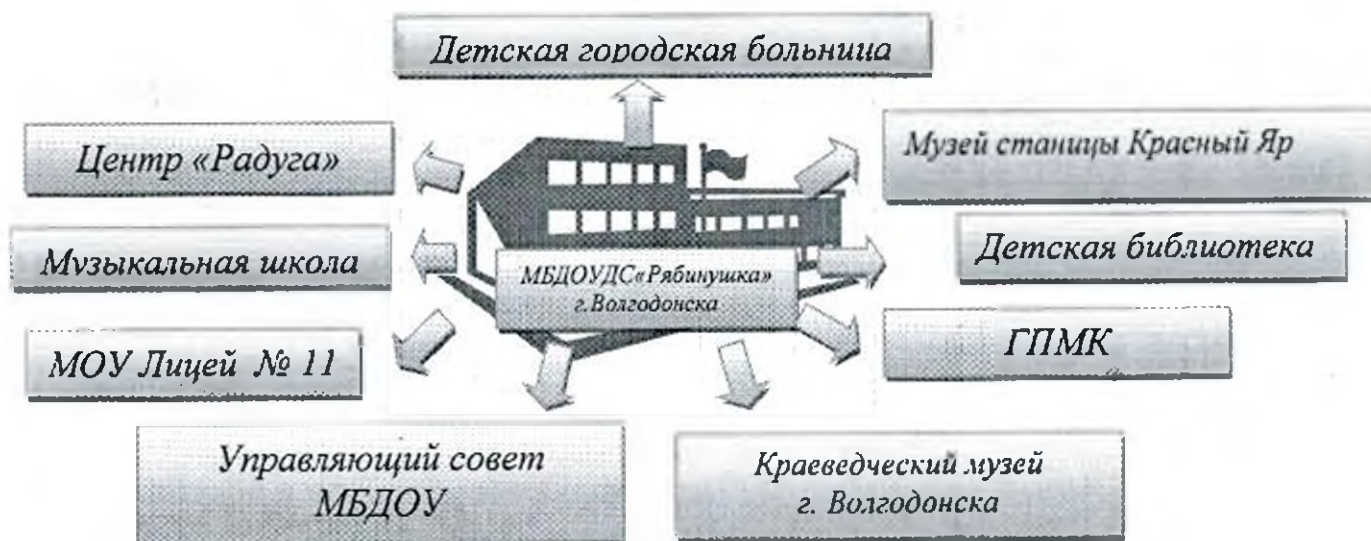 Детская городская больница
Центр «Радуга»
Музей станицы Красный Яр
Музыкальная школа
Детская библиотека
МБДОУДС«Рябинушка»
г.Волгодонска
МОУ Лицей № 11
ГПМК
Управляющий совет
МБДОУ
Краеведческий музей
г. Волгодонска